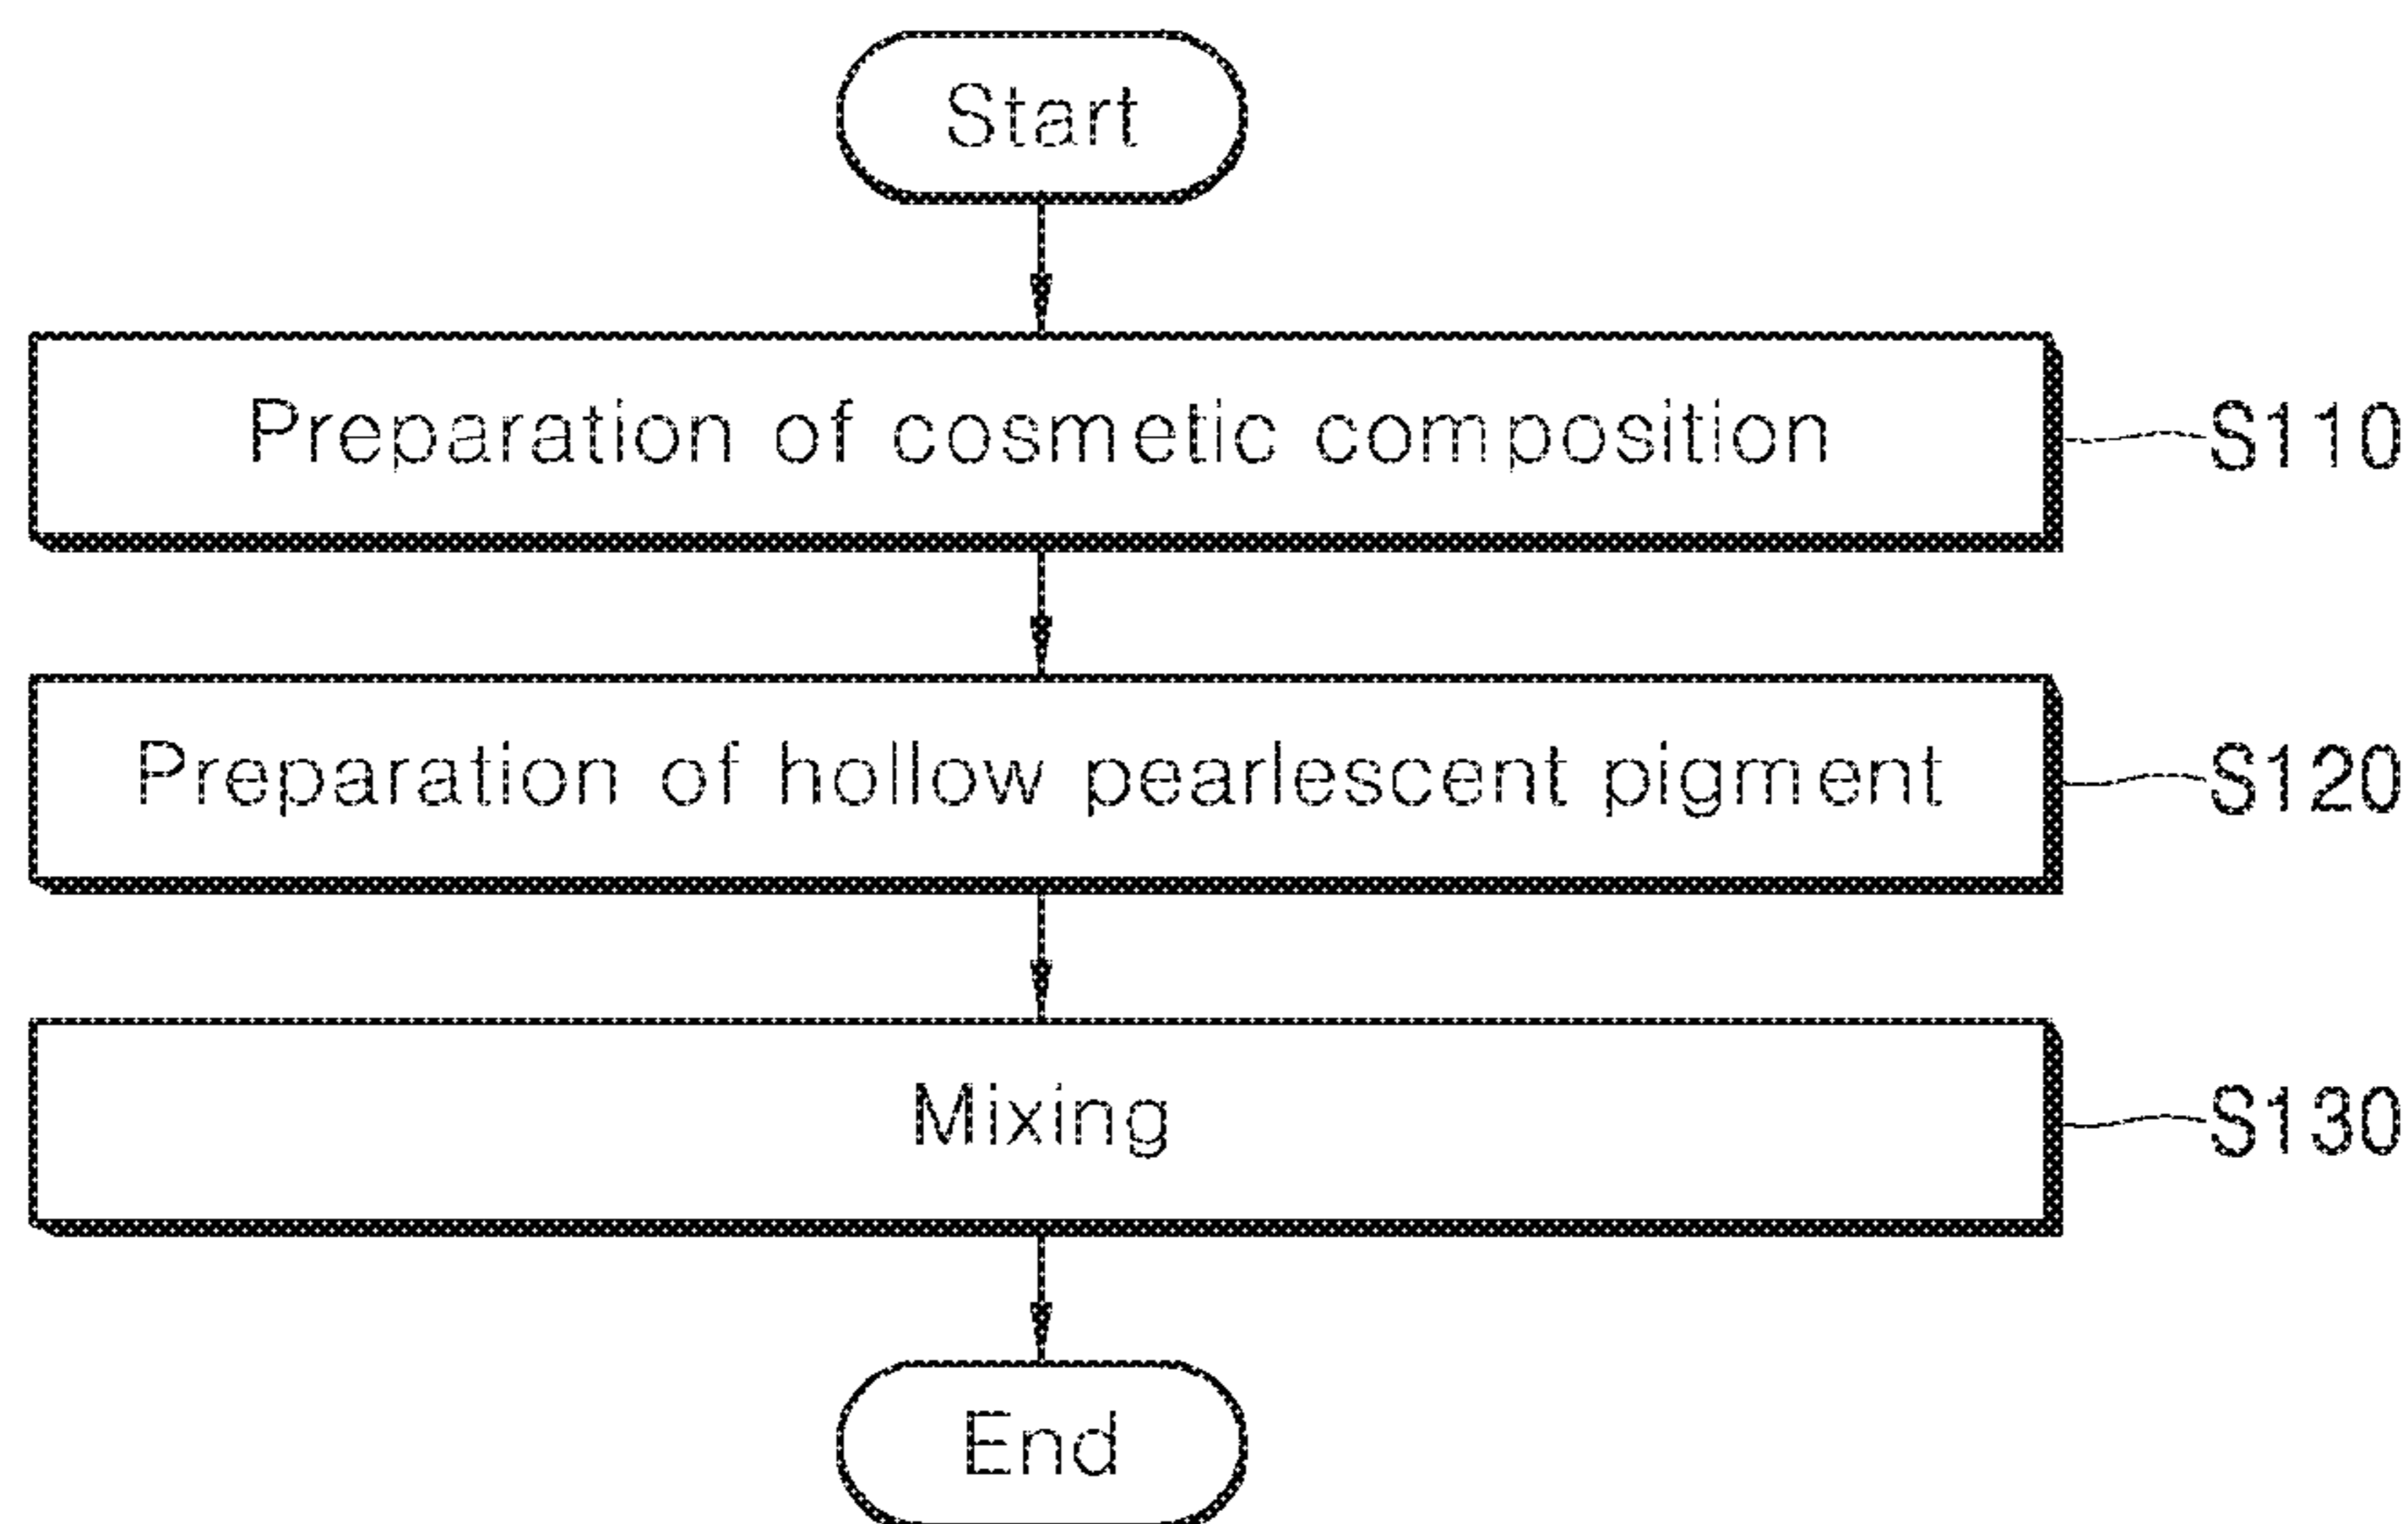 Start
Preparation of cosmetic composition S110
Preparation of hollow pearlescent pigment S120
Mixing S130
End